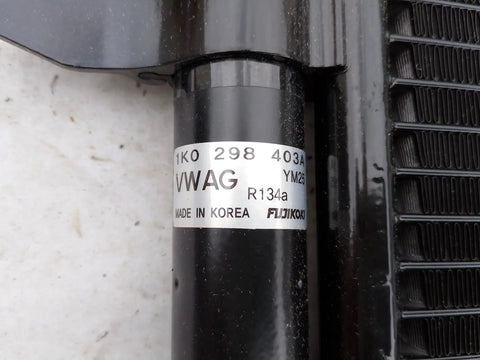 1K0 298 403A
VWAG YM25
R134a
MADE IN KOREA FUJIKOKI